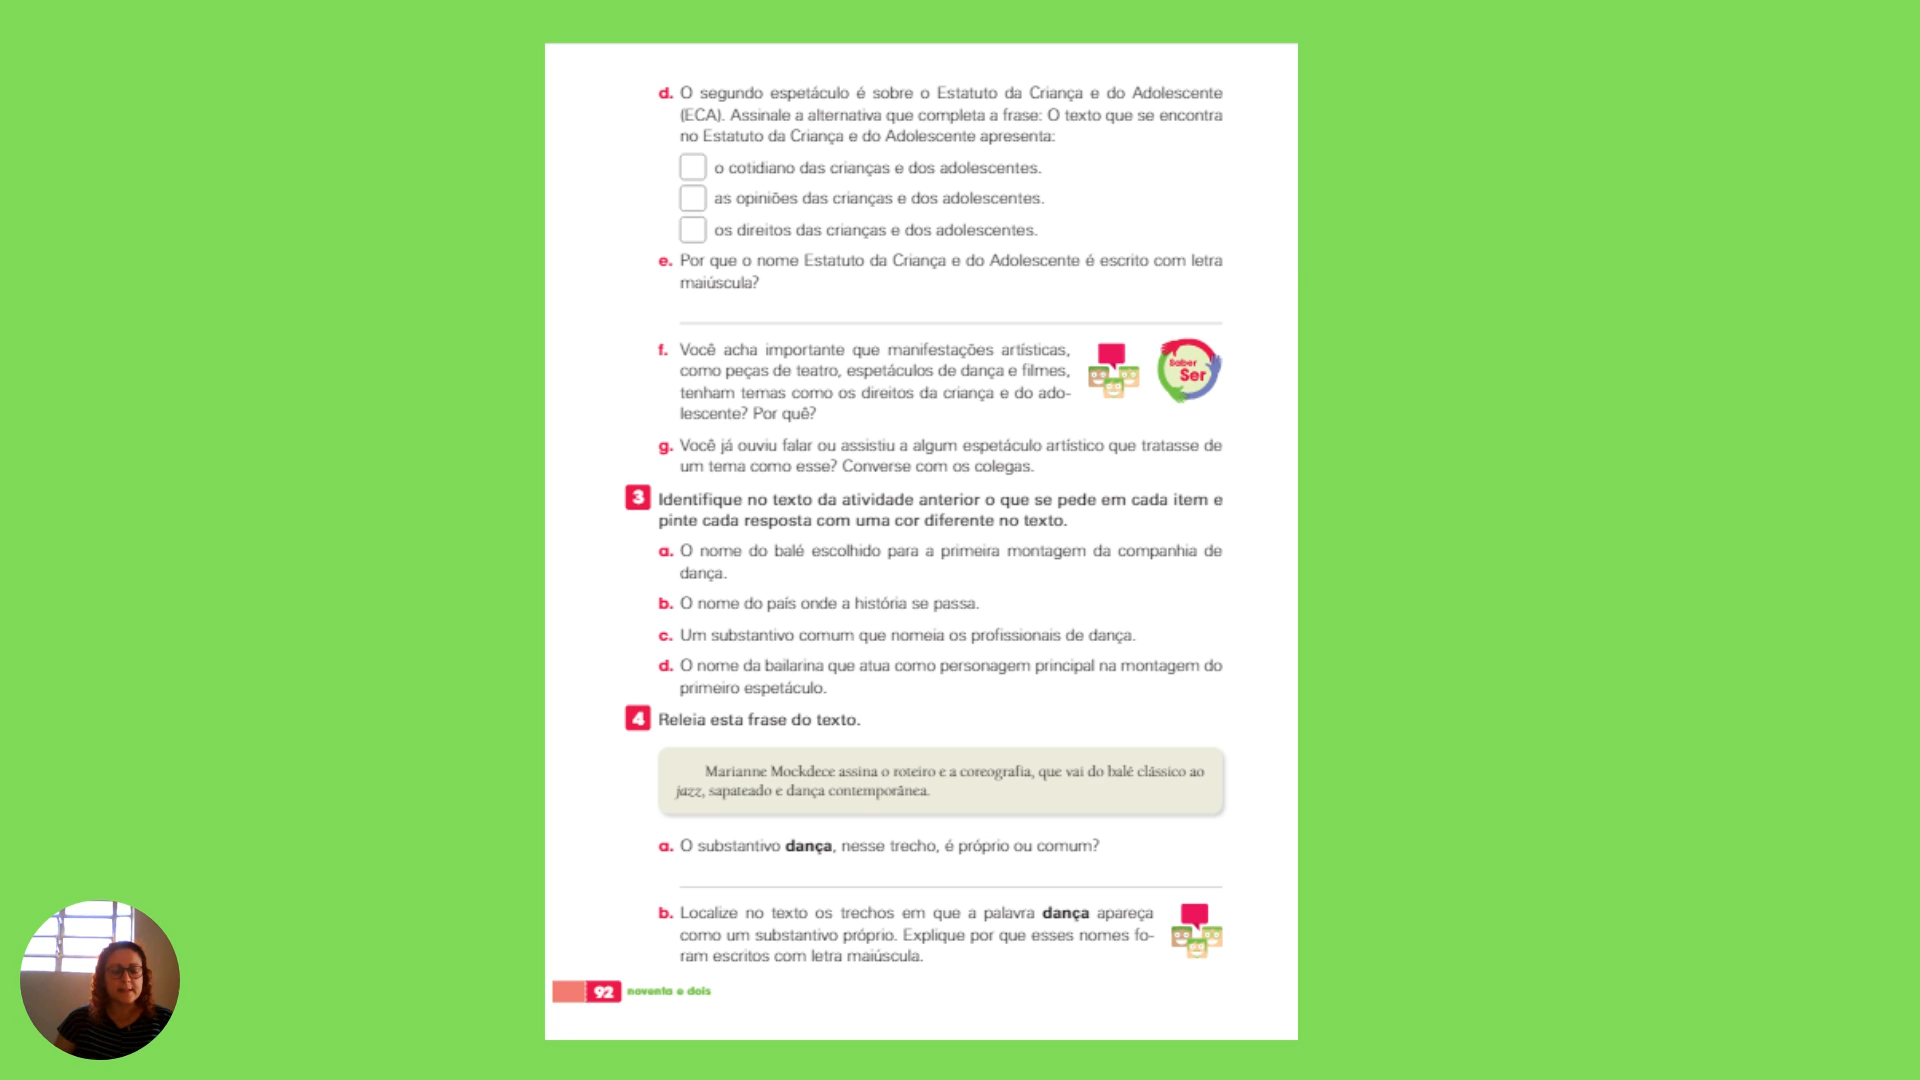 d. O segundo espetáculo é sobre o Estatuto da Criança e do Adolescente
(ECA). Assinale a alternativa que completa a frase: O texto que se encontra
no Estatuto da Criança e do Adolescente apresenta:
o cotidiano das crianças e dos adolescentes.
as opiniões das crianças e dos adolescentes.
os direitos das crianças e dos adolescentes.
e. Por que o nome Estatuto da Criança e do Adolescente é escrito com letra
maiúscula?
f. Você acha importante que manifestações artísticas,
como peças de teatro, espetáculos de dança e filmes,
tenham temas como os direitos da criança e do ado-
lescente? Por quê?
Saber
Ser
g. Você já ouviu falar ou assistiu a algum espetáculo artístico que tratasse de
um tema como esse? Converse com os colegas.
3 Identifique no texto da atividade anterior o que se pede em cada item e
pinte cada resposta com uma cor diferente no texto.
a. O nome do balé escolhido para a primeira montagem da companhia de
dança.
b. O nome do país onde a história se passa.
c. Um substantivo comum que nomeia os profissionais de dança.
d. O nome da bailarina que atua como personagem principal na montagem do
primeiro espetáculo.
4 Releia esta frase do texto.
Marianne Mockdece assina o roteiro e a coreografia, que vai do balé clássico ao
jazz, sapateado e dança contemporânea.
a. O substantivo dança, nesse trecho, é próprio ou comum?
b. Localize no texto os trechos em que a palavra dança apareça
como um substantivo próprio. Explique por que esses nomes fo-
ram escritos com letra maiúscula.
92 noventa e dois